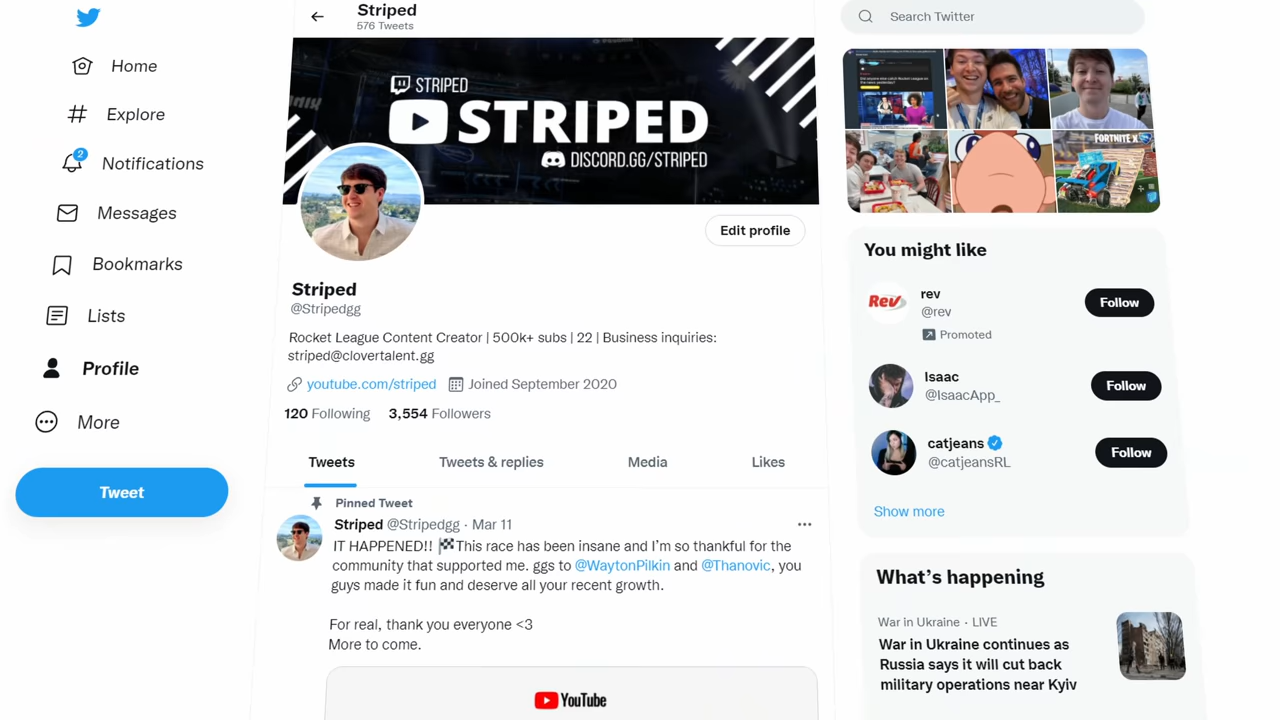 Home
Explore
2
Notifications
Messages
Bookmarks
Lists
Profile
More
Tweet
Striped
576 Tweets
STRIPED
STRIPED
DISCORD.GG/STRIPED
Edit profile
Striped
@Stripedgg
Rocket League Content Creator | 500k+ subs | 22 | Business inquiries:
striped@clovertalent.gg
youtube.com/striped Joined September 2020
120 Following 3,554 Followers
Tweets Tweets & replies Media Likes
Pinned Tweet
Striped @Stripedgg · Mar 11
IT HAPPENED!! 🏁This race has been insane and I'm so thankful for the
community that supported me. ggs to @WaytonPilkin and @Thanovic, you
guys made it fun and deserve all your recent growth.
For real, thank you everyone <3
More to come.
YouTube
Search Twitter
FORTNITE X
You might like
Rev
rev
@rev
Promoted
Follow
Isaac
@IsaacApp_
Follow
catjeans
@catjeansRL
Follow
Show more
What's happening
War in Ukraine · LIVE
War in Ukraine continues as
Russia says it will cut back
military operations near Kyiv